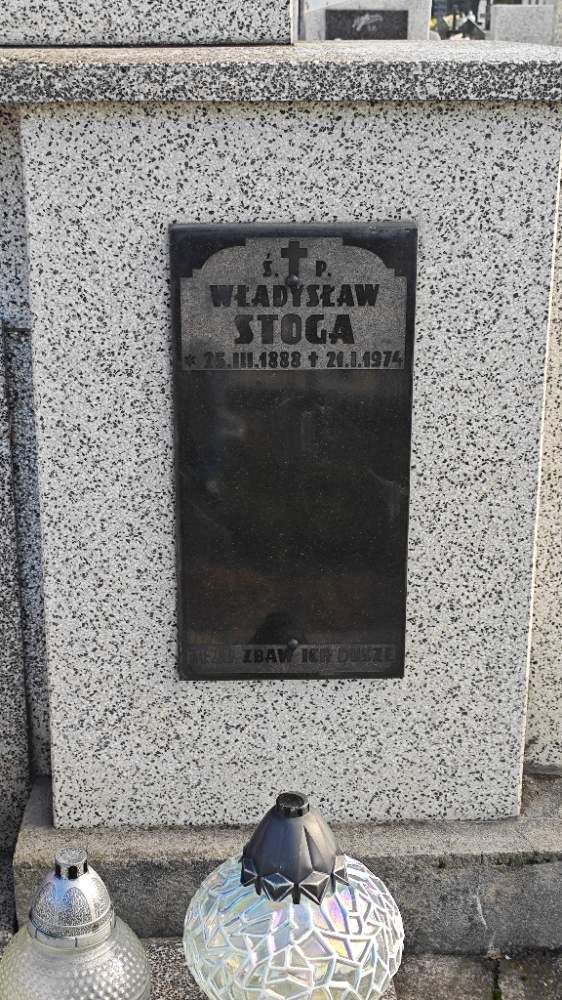 Ś. P.
WŁADYSŁAW
STOGA
* 25.III.1888 ✝ 21.I.1974
ZBAW ICH DUSZE